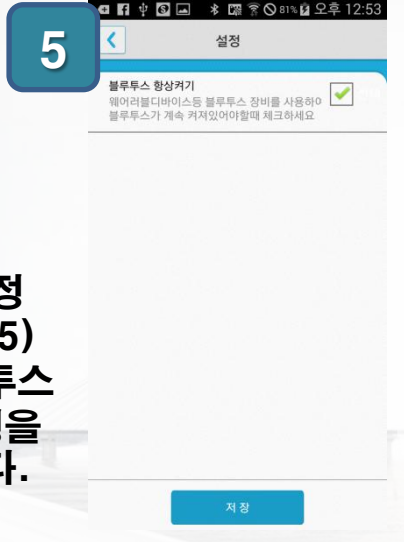 5
81% 오후 12:53
설정
블루투스 항상켜기
웨어러블디바이스등 블루투스 장비를 사용하여
블루투스가 계속 켜져있어야할때 체크하세요
정
5)
투스
을
다.
저장